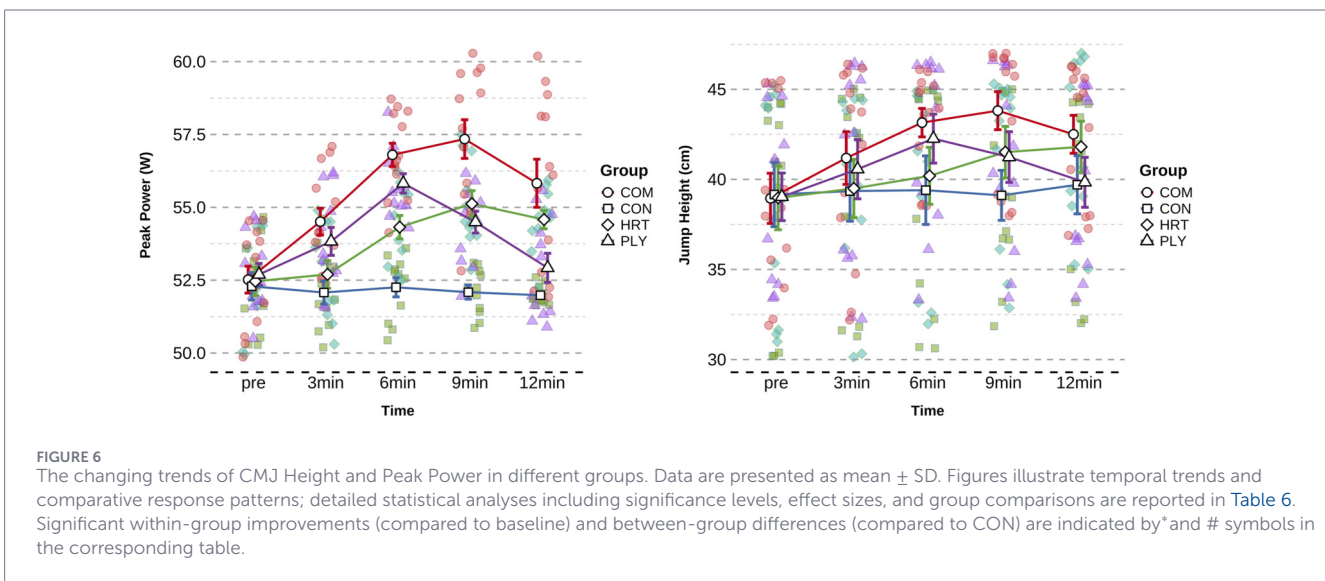 Peak Power (W)
60.0
57.5
55.0
52.5
50.0
pre 3min 6min 9min 12min
Time
Group
COM
CON
HRT
PLY
Jump Height (cm)
45
40
35
30
pre 3min 6min 9min 12min
Time
Group
COM
CON
HRT
PLY
FIGURE 6
The changing trends of CMJ Height and Peak Power in different groups. Data are presented as mean ± SD. Figures illustrate temporal trends and
comparative response patterns; detailed statistical analyses including significance levels, effect sizes, and group comparisons are reported in Table 6.
Significant within-group improvements (compared to baseline) and between-group differences (compared to CON) are indicated by*and # symbols in
the corresponding table.